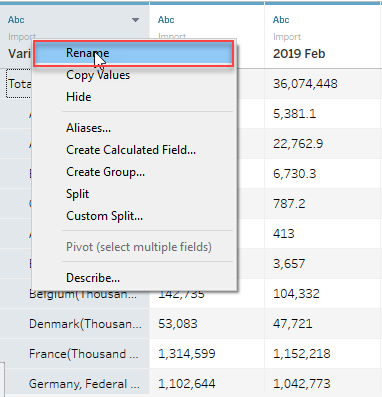 Abc Abc Abc
Import Import Import
Vari 2019 Feb
Rename
Tota 36,074,448
Copy Values
Hide 5,381.1
A
Aliases... 22,762.9
Create Calculated Field... 6,730.3
Create Group... 787.2
Split 413
Custom Split... 3,657
Pivot (select multiple fields)
Describe...
Belgium(Thousan... 142,735 104,332
Denmark(Thousan... 53,083 47,721
France(Thousand ... 1,314,599 1,152,218
Germany, Federal ... 1,102,644 1,042,773